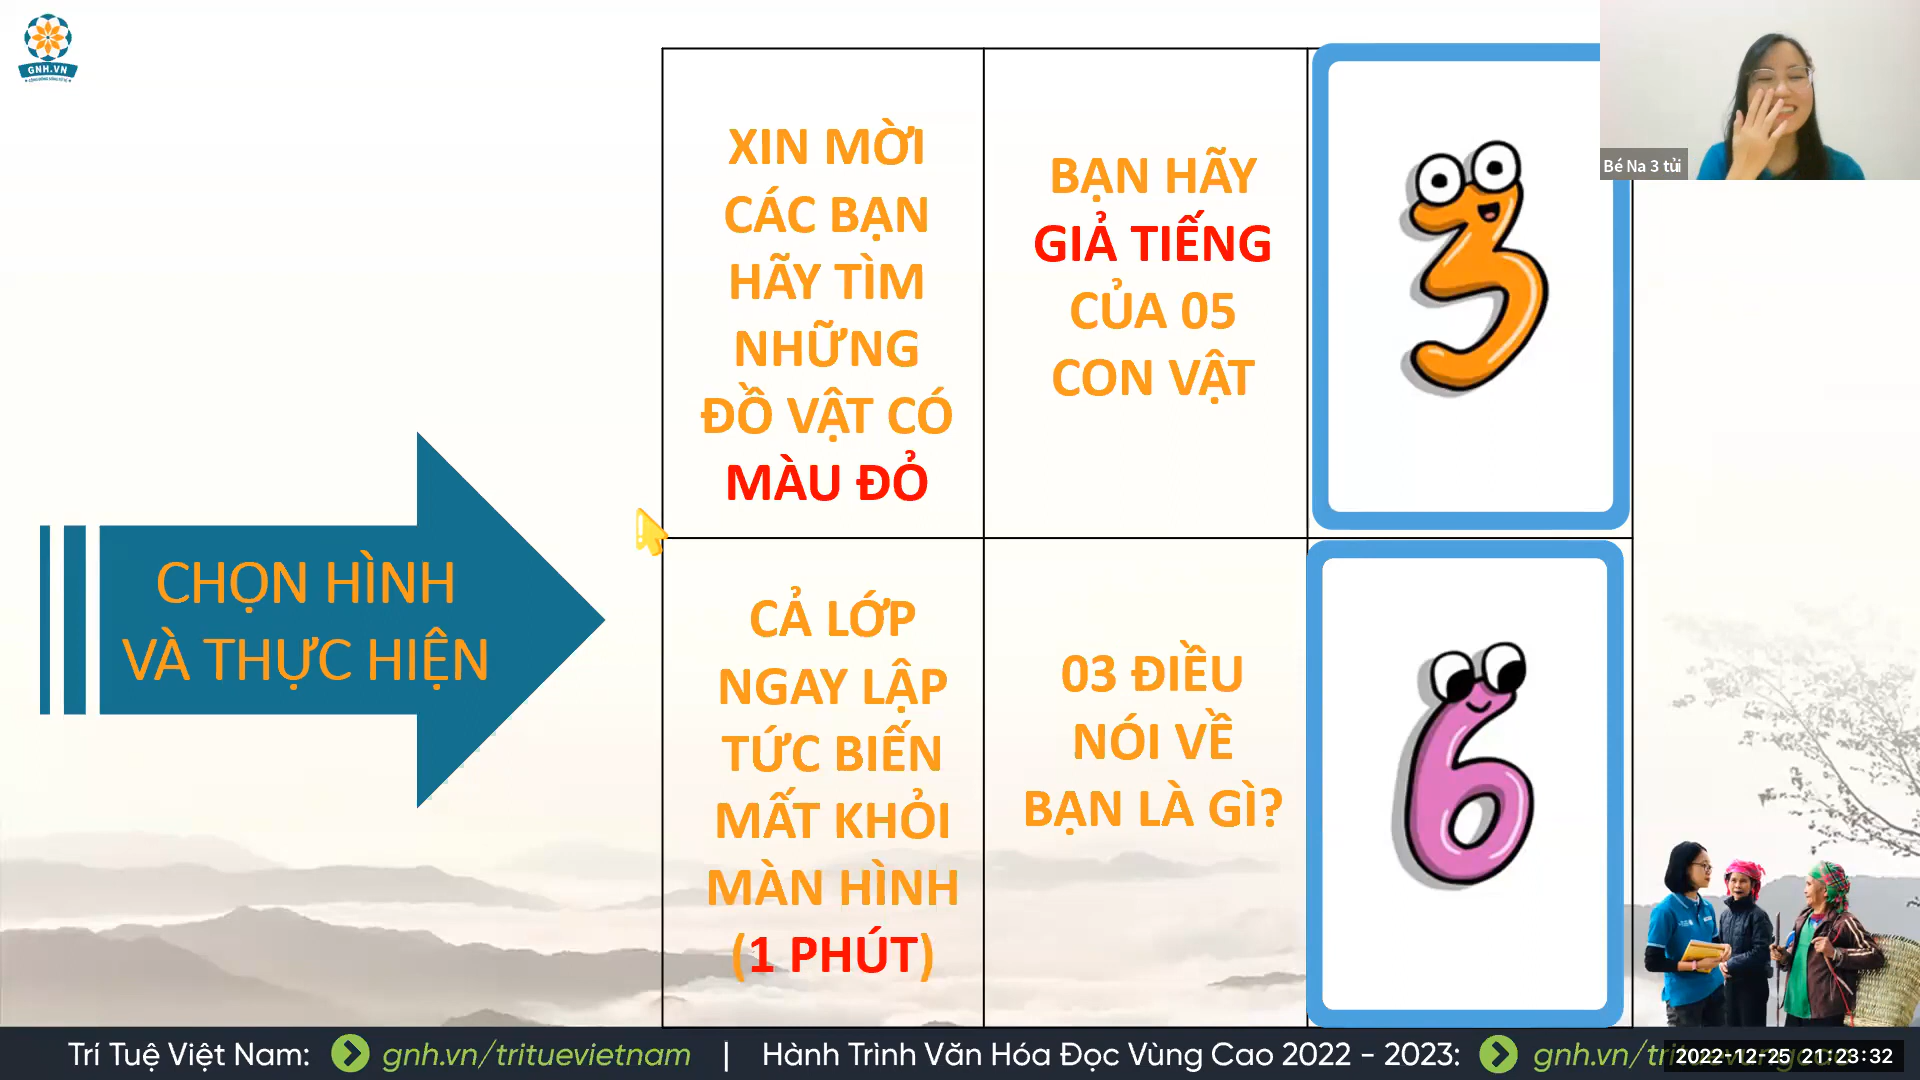 GNH.VN
XIN MỜI
CÁC BẠN
HÃY TÌM
NHỮNG
ĐỒ VẬT CÓ
MÀU ĐỎ
BẠN HÃY
GIẢ TIẾNG
CỦA 05
CON VẬT
3
Bé Na 3 tủi
CHỌN HÌNH
VÀ THỰC HIỆN
CẢ LỚP
NGAY LẬP
TỨC BIẾN
MẤT KHỎI
MÀN HÌNH
(1 PHÚT)
03 ĐIỀU
NÓI VỀ
BẠN LÀ GÌ?
6
Trí Tuệ Việt Nam: gnh.vn/trituevietnam | Hành Trình Văn Hóa Đọc Vùng Cao 2022 - 2023:
2022-12-25 21:23:32